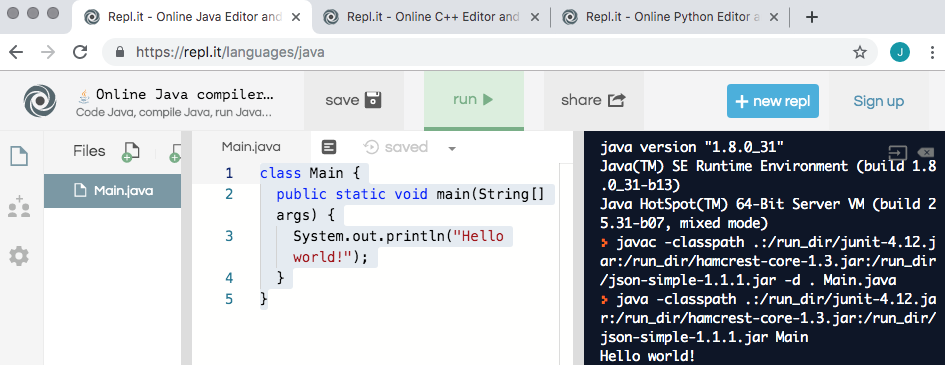 Repl.it - Online Java Editor and
Repl.it - Online C++ Editor and
Repl.it - Online Python Editor a
https://repl.it/languages/java
J
Online Java compiler...
Code Java, compile Java, run Java...
save
run
share
+ new repl
Sign up
Files
Main.java
Main.java
saved
1 class Main {
2 public static void main(String[]
args) {
3 System.out.println("Hello
world!");
4 }
5 }
java version "1.8.0_31"
Java(TM) SE Runtime Environment (build 1.8
.0_31-b13)
Java HotSpot(TM) 64-Bit Server VM (build 2
5.31-b07, mixed mode)
> javac -classpath .:/run_dir/junit-4.12.j
ar:/run_dir/hamcrest-core-1.3.jar:/run_dir
/json-simple-1.1.1.jar -d . Main.java
> java -classpath .:/run_dir/junit-4.12.ja
r:/run_dir/hamcrest-core-1.3.jar:/run_dir/
json-simple-1.1.1.jar Main
Hello world!